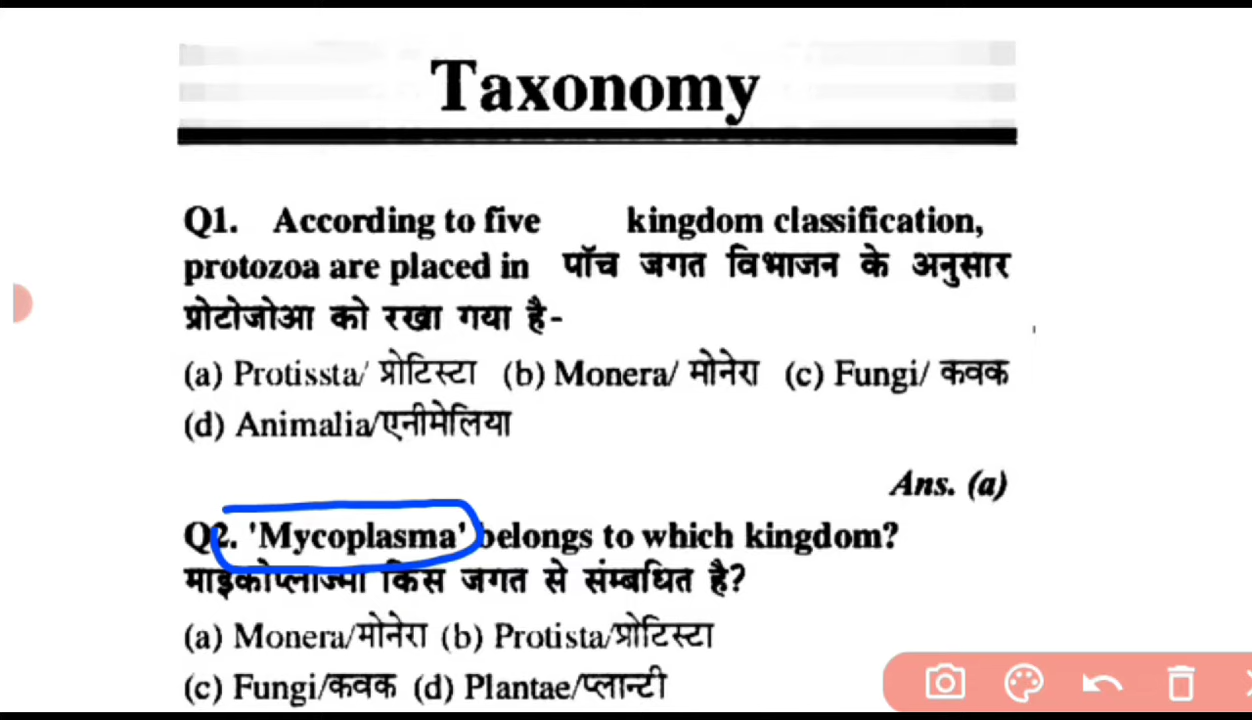 Taxonomy
Q1. According to five kingdom classification,
protozoa are placed in पाँच जगत विभाजन के अनुसार
प्रोटोजोआ को रखा गया है-
(a) Protissta/ प्रोटिस्टा (b) Monera/ मोनेरा (c) Fungi/ कवक
(d) Animalia/एनीमेलिया
Ans. (a)
Q2. 'Mycoplasma' belongs to which kingdom?
माइकोप्लाज्मा किस जगत से संम्बधित है?
(a) Monera/मोनेरा (b) Protista/प्रोटिस्टा
(c) Fungi/कवक (d) Plantae/प्लान्टी